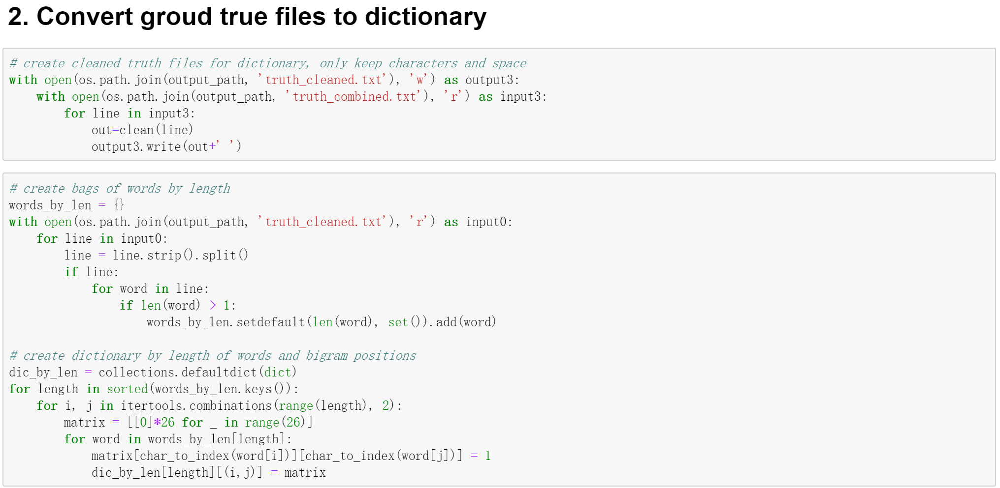 2. Convert groud true files to dictionary
# create cleaned truth files for dictionary, only keep characters and space
with open(os.path.join(output_path, 'truth_cleaned.txt'), 'w') as output3:
    with open(os.path.join(output_path, 'truth_combined.txt'), 'r') as input3:
        for line in input3:
            out=clean(line)
            output3.write(out+' ')
# create bags of words by length
words_by_len = {}
with open(os.path.join(output_path, 'truth_cleaned.txt'), 'r') as input0:
    for line in input0:
        line = line.strip().split()
        if line:
            for word in line:
                if len(word) > 1:
                    words_by_len.setdefault(len(word), set()).add(word)
# create dictionary by length of words and bigram positions
dic_by_len = collections.defaultdict(dict)
for length in sorted(words_by_len.keys()):
    for i, j in itertools.combinations(range(length), 2):
        matrix = [[0]*26 for _ in range(26)]
        for word in words_by_len[length]:
            matrix[char_to_index(word[i])][char_to_index(word[j])] = 1
            dic_by_len[length][(i,j)] = matrix